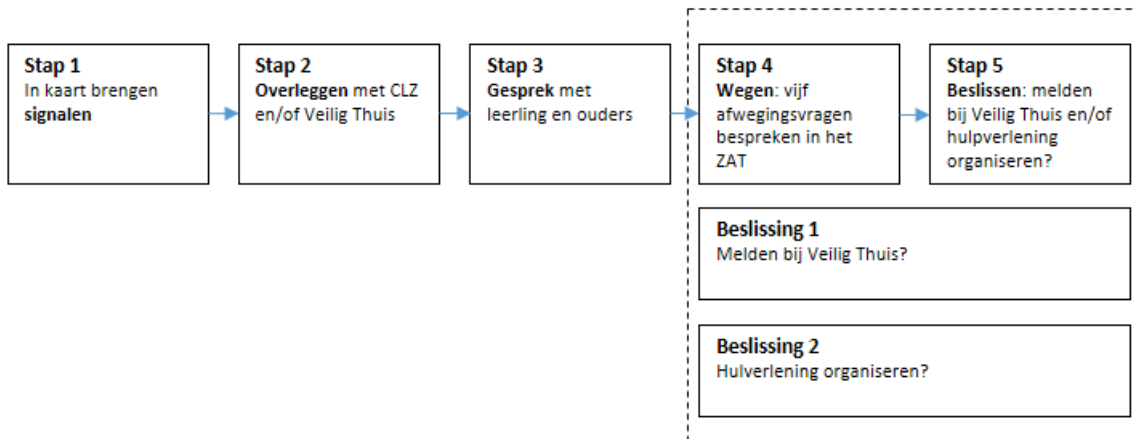 Stap 1
In kaart brengen
signalen
Stap 2
Overleggen met CLZ
en/of Veilig Thuis
Stap 3
Gesprek met
leerling en ouders
Stap 4
Wegen: vijf
afwegingsvragen
bespreken in het
ZAT
Stap 5
Beslissen: melden
bij Veilig Thuis en/of
hulpverlening
organiseren?
Beslissing 1
Melden bij Veilig Thuis?
Beslissing 2
Hulverlening organiseren?